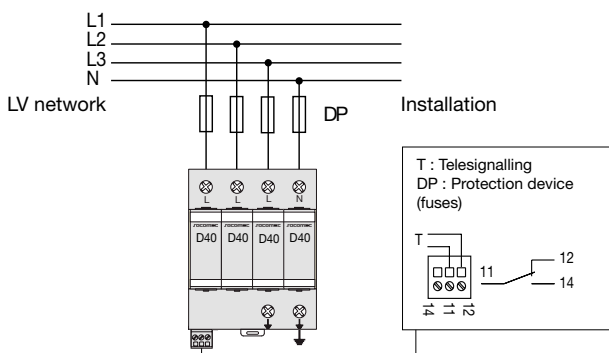 L1
L2
L3
N
LV network
DP
Installation
L L L N
socomec socomec socomec socomec
D40 D40 D40 D40
T : Telesignalling
DP : Protection device
(fuses)
T
11
12
14
14 11 12